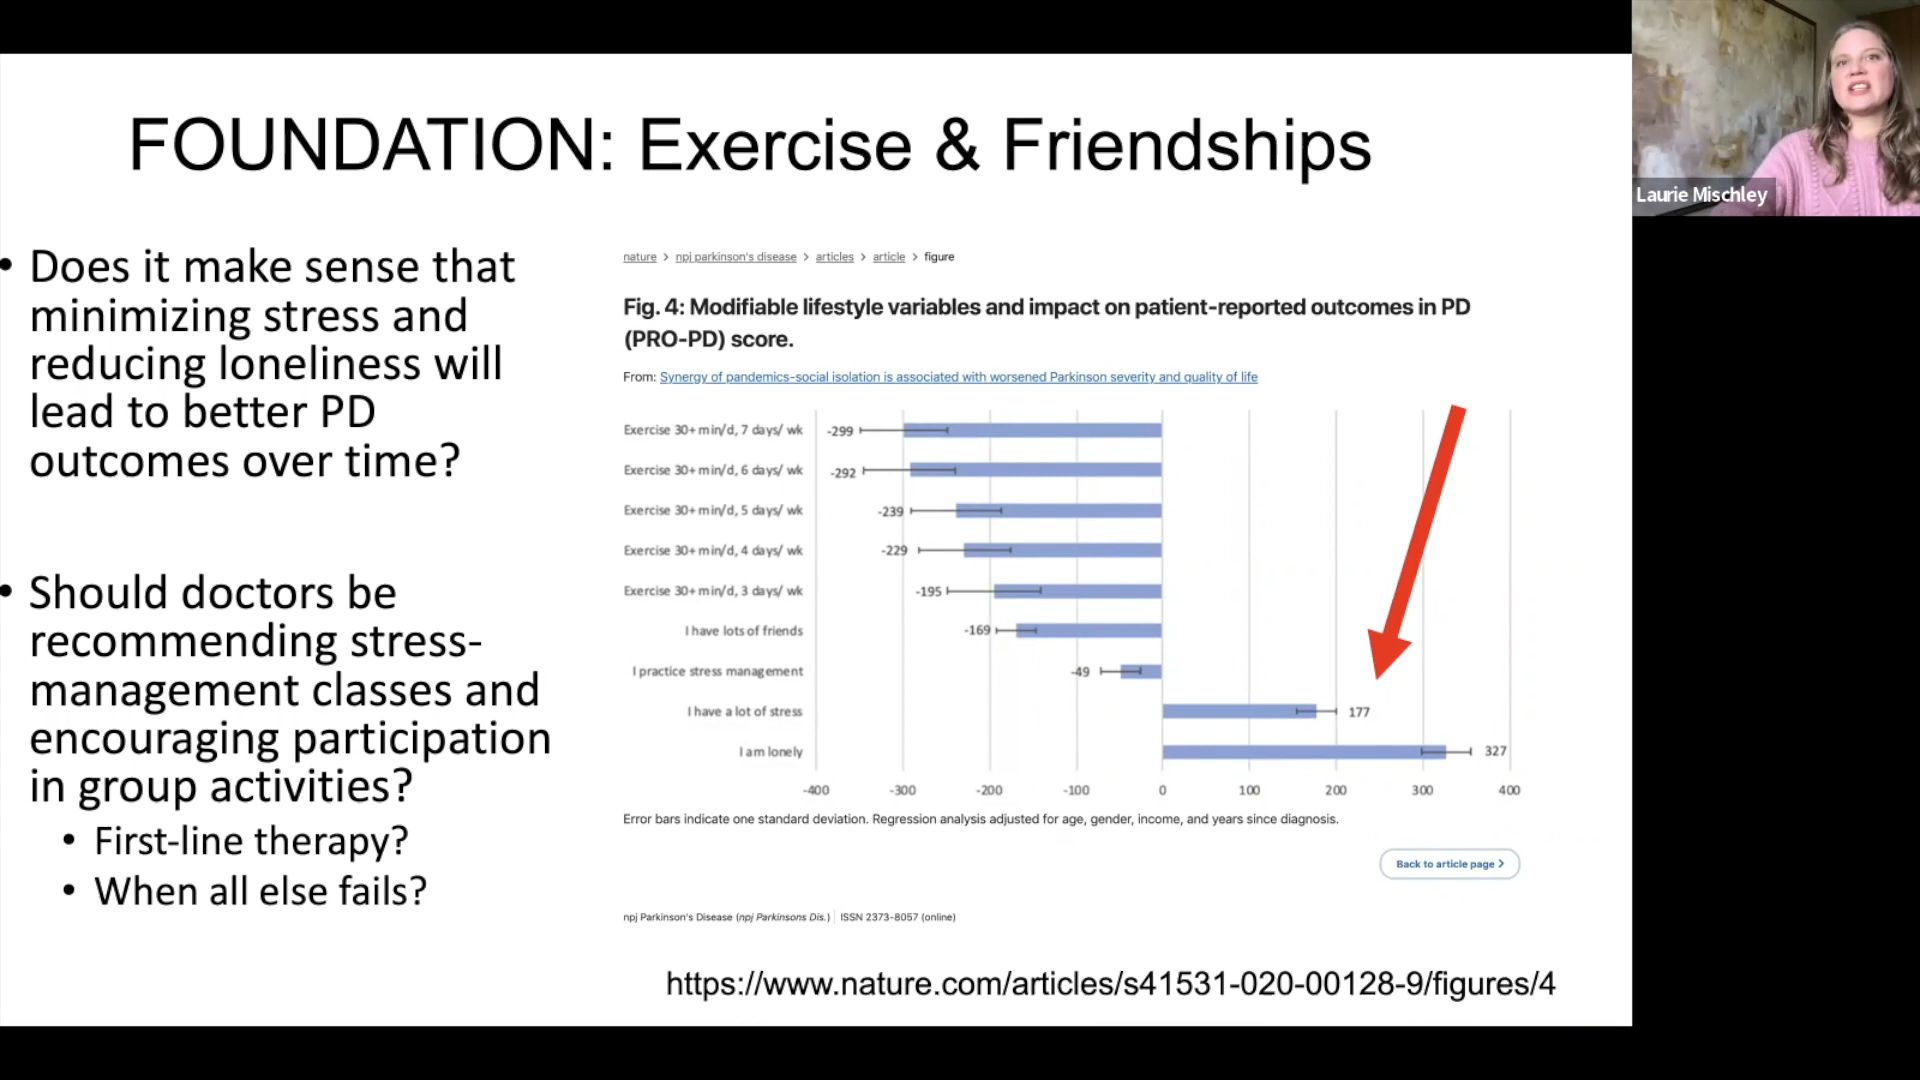 FOUNDATION: Exercise & Friendships
Laurie Mischley
• Does it make sense that
minimizing stress and
reducing loneliness will
lead to better PD
outcomes over time?
• Should doctors be
recommending stress-
management classes and
encouraging participation
in group activities?
• First-line therapy?
• When all else fails?
nature > npj parkinson's disease > articles > article > figure
Fig. 4: Modifiable lifestyle variables and impact on patient-reported outcomes in PD
(PRO-PD) score.
From: Synergy of pandemics-social isolation is associated with worsened Parkinson severity and quality of life
Exercise 30+ min/d, 7 days/ wk -299
Exercise 30+ min/d, 6 days/ wk -292
Exercise 30+ min/d, 5 days/ wk -239
Exercise 30+ min/d, 4 days/ wk -229
Exercise 30+ min/d, 3 days/ wk -195
I have lots of friends -169
I practice stress management -49
I have a lot of stress 177
I am lonely 327
-400 -300 -200 -100 0 100 200 300 400
Error bars indicate one standard deviation. Regression analysis adjusted for age, gender, income, and years since diagnosis.
Back to article page >
npj Parkinson's Disease (npj Parkinsons Dis.) ISSN 2373-8057 (online)
https://www.nature.com/articles/s41531-020-00128-9/figures/4